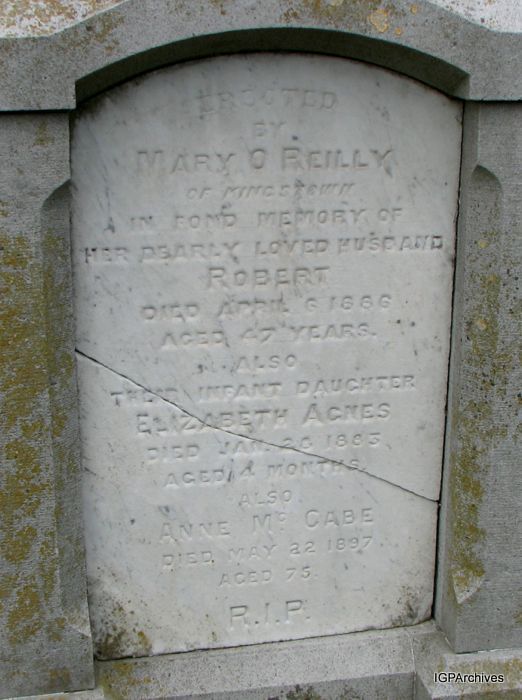 ERECTED
BY
MARY O REILLY
OF KINGSTOWN
IN FOND MEMORY OF
HER DEARLY LOVED HUSBAND
ROBERT
DIED APRIL 6 1886
AGED 47 YEARS.
ALSO
THEIR INFANT DAUGHTER
ELIZABETH AGNES
DIED JAN. 28 1883
AGED 4 MONTHS.
ALSO
ANNE Mc CABE
DIED MAY 22 1897
AGED 75.
R.I.P.
IGPArchives